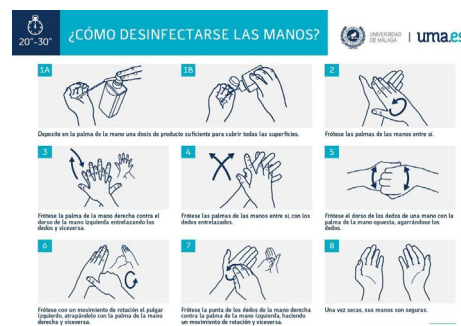 20"-30"
¿CÓMO DESINFECTARSE LAS MANOS?
UNIVERSIDAD
DE MÁLAGA
uma.es
1A
1B
2
Deposite en la palma de la mano una dosis de producto suficiente para cubrir todas las superficies.
Frótese las palmas de las manos entre sí.
3
4
5
Frótese la palma de la mano derecha contra el
dorso de la mano izquierda entrelazando los
dedos y viceversa.
Frótese las palmas de las manos entre sí, con los
dedos entrelazados.
Frótese el dorso de los dedos de una mano con la
palma de la mano opuesta, agarrándose los
dedos.
6
7
8
Frótese con un movimiento de rotación el pulgar
izquierdo, atrapándolo con la palma de la mano
derecha y viceversa.
Frótese la punta de los dedos de la mano derecha
contra la palma de la mano izquierda, haciendo
un movimiento de rotación y viceversa.
Una vez secas, sus manos son seguras.